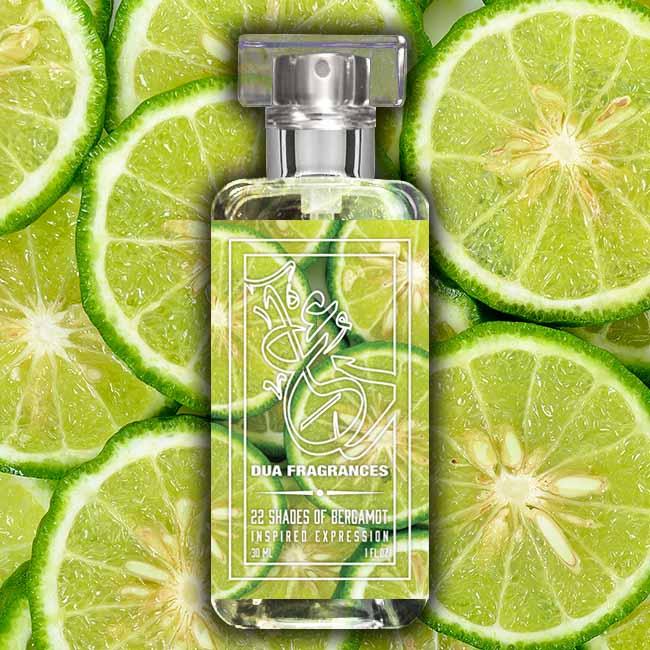 DUA FRAGRANCES
22 SHADES OF BERGAMOT
INSPIRED EXPRESSION
30 ML 1 FL OZ